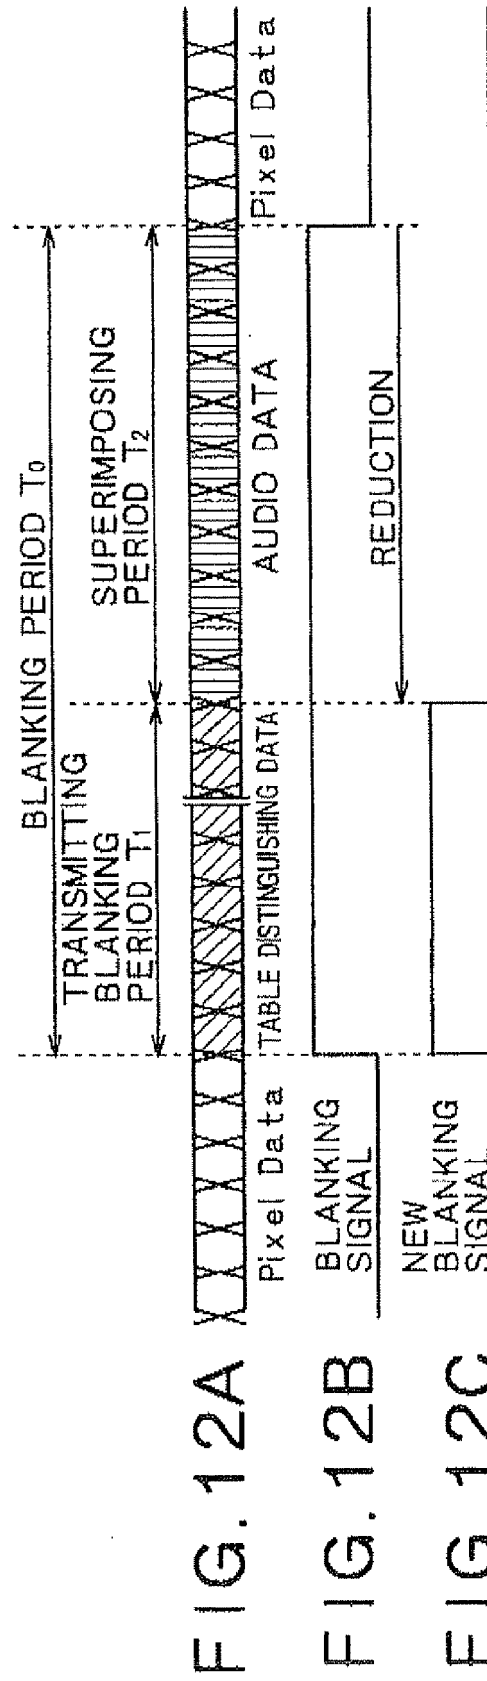 BLANKING PERIOD T0
TRANSMITTING
BLANKING
PERIOD T1
SUPERIMPOSING
PERIOD T2
FIG. 12A
Pixel Data
TABLE DISTINGUISHING DATA
AUDIO DATA
Pixel Data
FIG. 12B
BLANKING
SIGNAL
REDUCTION
FIG. 12C
NEW
BLANKING
SIGNAL